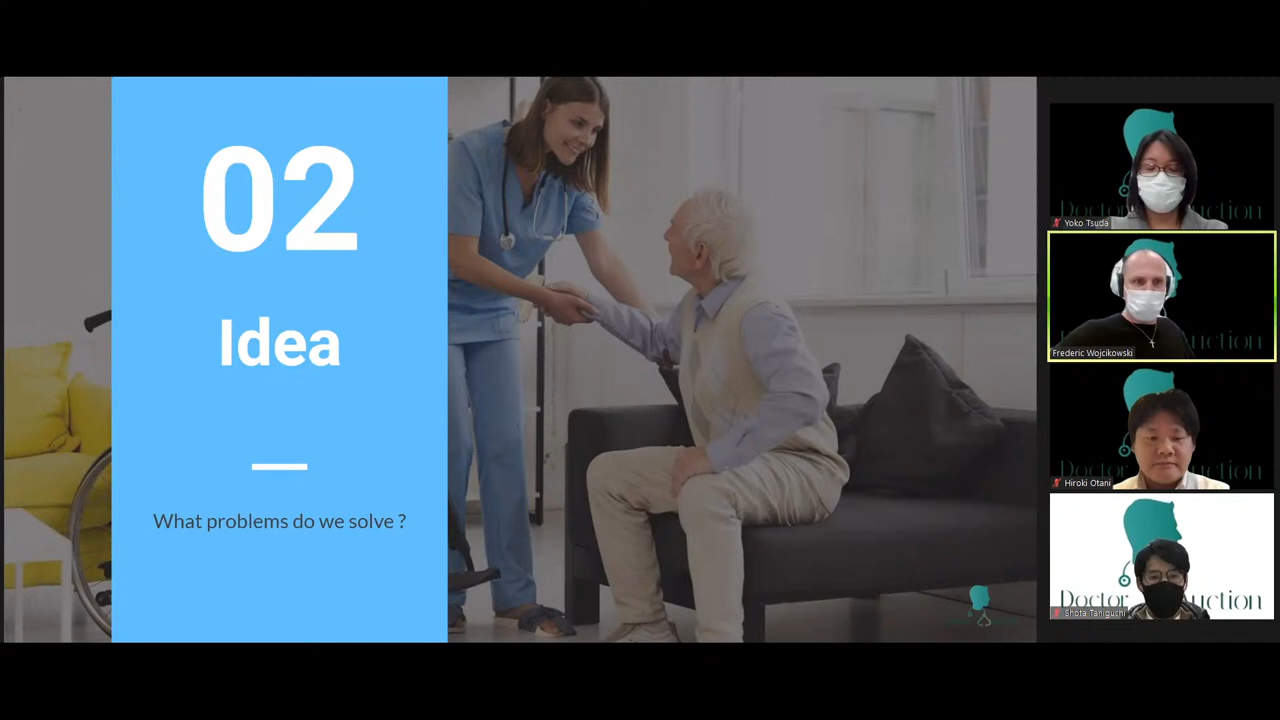 02
Idea
What problems do we solve ?
Yoko Tsuda
Frederic Wojcikowski
Hiroki Otani
Doctor
uction
Shota Taniguchi